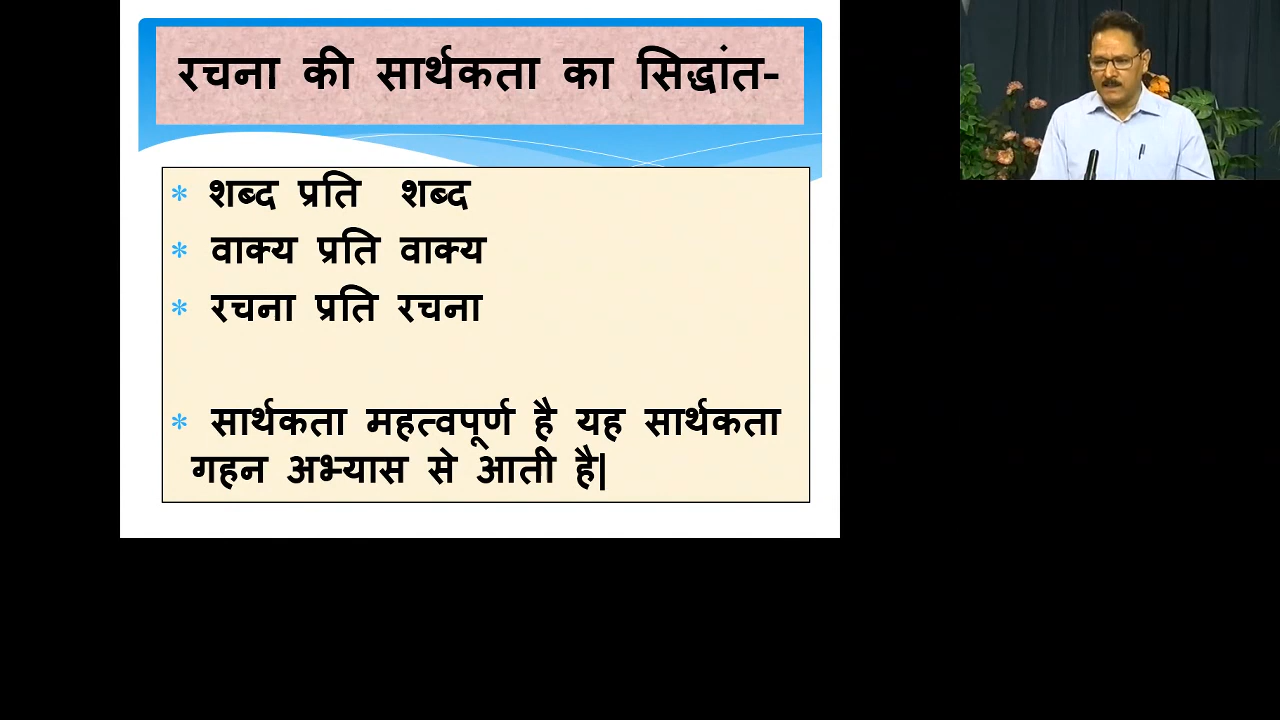 रचना की सार्थकता का सिद्धांत-
* शब्द प्रति शब्द
* वाक्य प्रति वाक्य
* रचना प्रति रचना
* सार्थकता महत्वपूर्ण है यह सार्थकता
गहन अभ्यास से आती है|